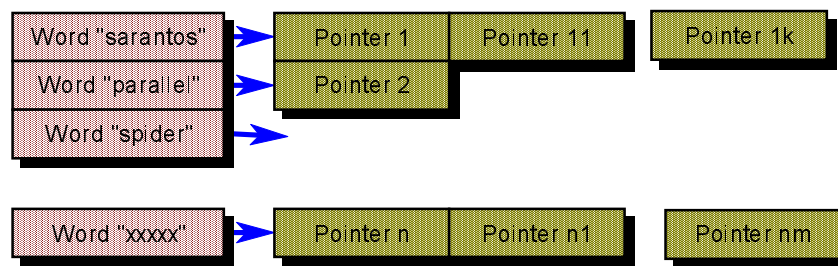 Word "sarantos" Pointer 1 Pointer 11 Pointer 1k
Word "parallel" Pointer 2
Word "spider"
Word "xxxxx" Pointer n Pointer n1 Pointer nm